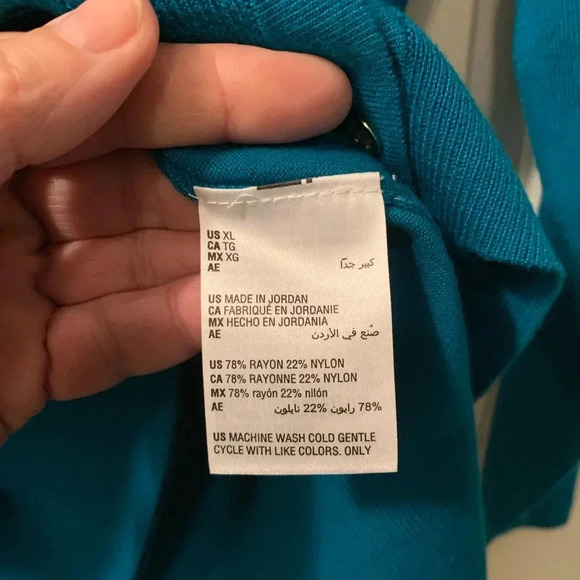 US XL
CA TG
MX XG
AE كبير جدًا
US MADE IN JORDAN
CA FABRIQUÉ EN JORDANIE
MX HECHO EN JORDANIA
AE صُنع في الأردن
US 78% RAYON 22% NYLON
CA 78% RAYONNE 22% NYLON
MX 78% rayón 22% nilón
AE 78% رايون 22% نايلون
US MACHINE WASH COLD GENTLE
CYCLE WITH LIKE COLORS. ONLY